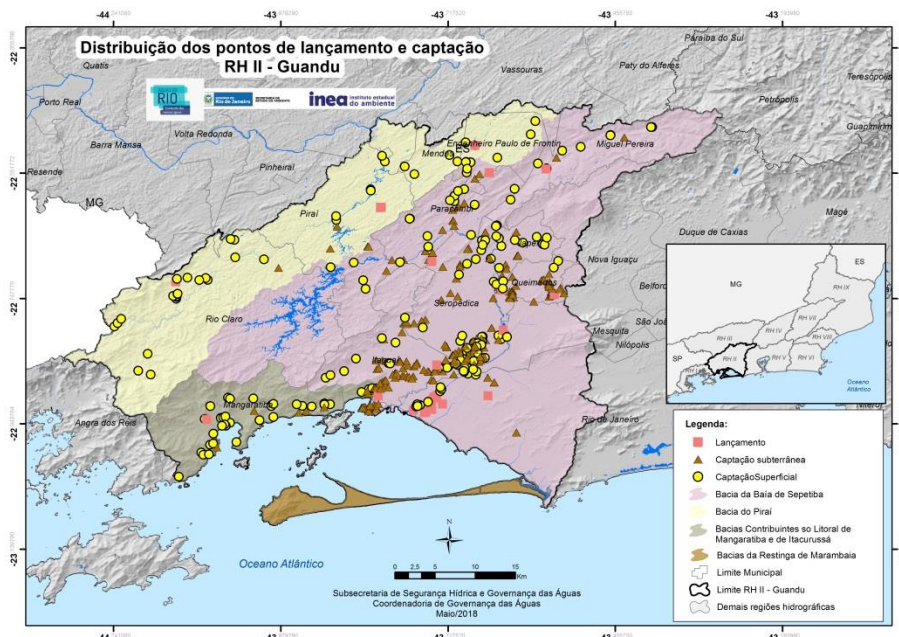 -44
-43
-43
-43
-43
Distribuição dos pontos de lançamento e captação
RH II - Guandu
RIO
Rio de Janeiro
inea instituto estadual
do ambiente
Paraíba do Sul
Quatis
Vassouras
Paty do Alferes
Teresópolis
Porto Real
Petrópolis
Volta Redonda
Guapimirim
Barra Mansa
Mendes
ES
Engenheiro Paulo de Frontin
Miguel Pereira
Pinheiral
Resende
MG
Piraí
Paracambi
Magé
Duque de Caxias
Nova Iguaçu
Queimados
Seropédica
Rio Claro
Mesquita
Nilópolis
Itaguaí
Mangaratiba
Angra dos Reis
Rio de Janeiro
ES
MG
RH IX
RH VII
RH IV
RH III
RH VIII
SP
RH I
RH II
RH V
RH VI
Oceano
Atlântico
Legenda:
Lançamento
Captação subterrânea
CaptaçãoSuperficial
Bacia da Baía de Sepetiba
Bacia do Piraí
Bacias Contribuintes so Litoral de
Mangaratiba e de Itacurussá
Bacias da Restinga de Marambaia
Limite Municipal
Limite RH II - Guandu
Demais regiões hidrográficas
N
Oceano Atlântico
0 2,5 5 10 15
Km
Subsecretaria de Segurança Hídrica e Governança das Águas
Coordenadoria de Governança das Águas
Maio/2018